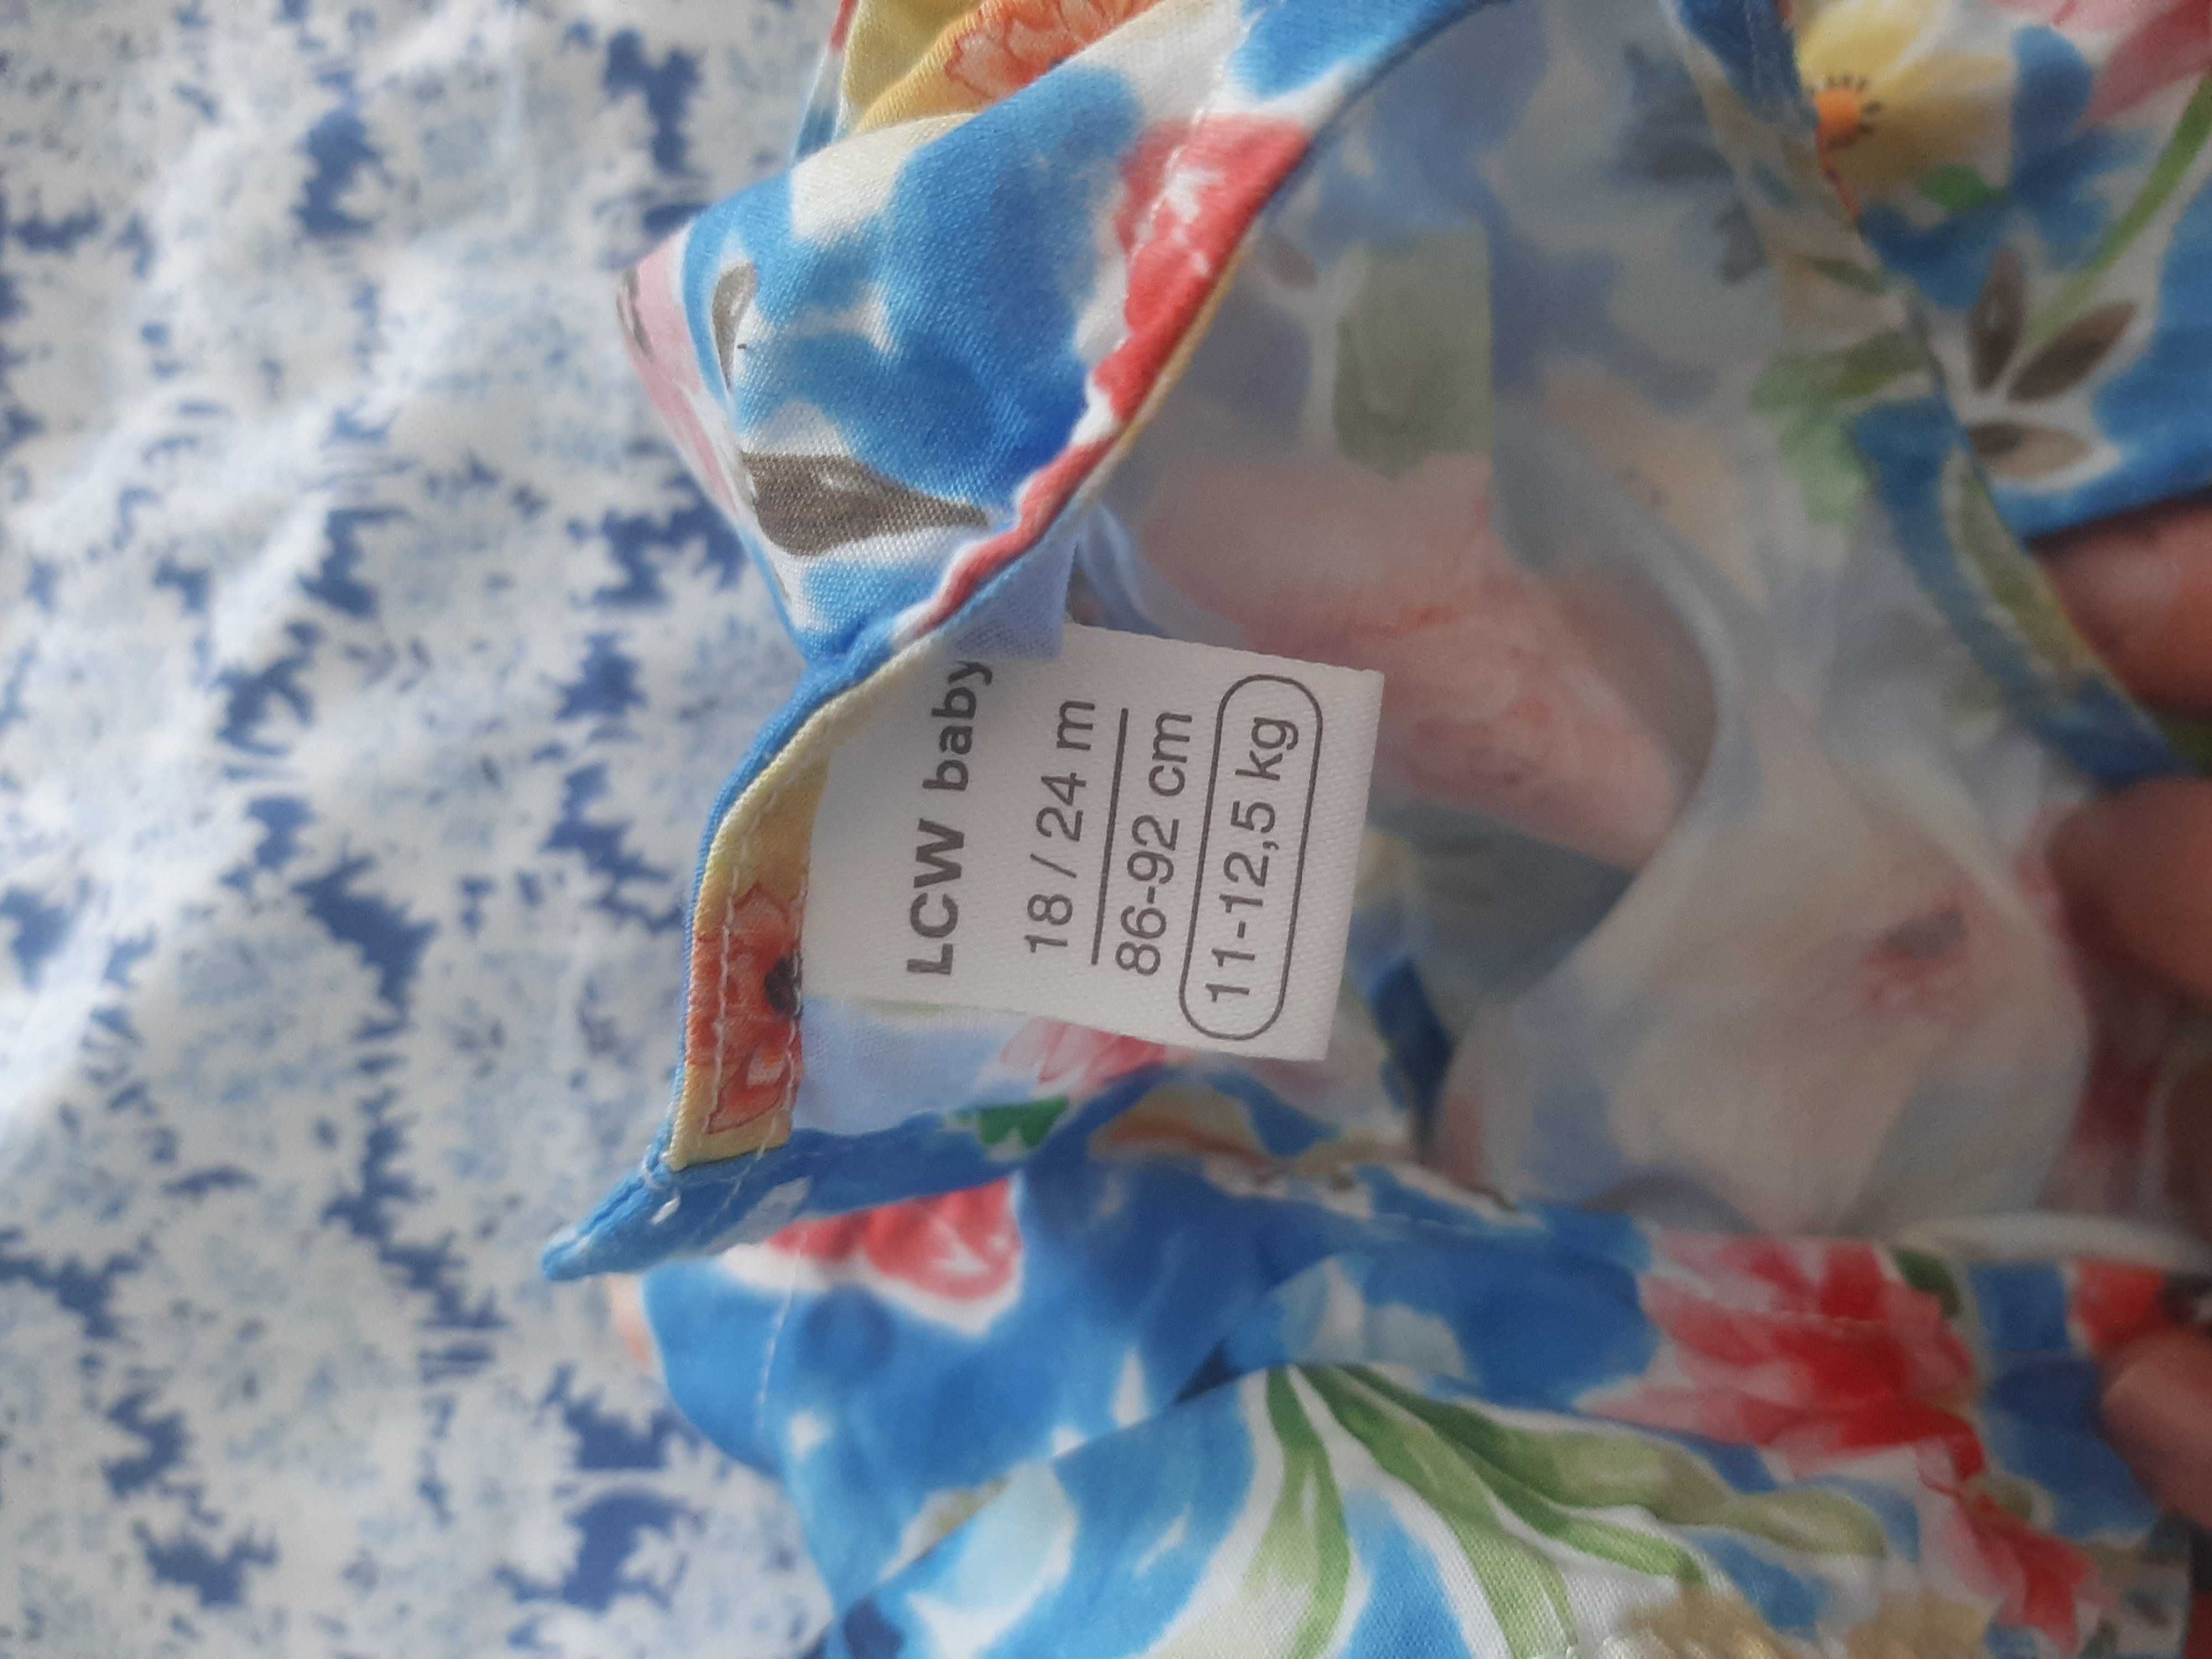 LCW baby
18 / 24 m
86-92 cm
11-12,5 kg